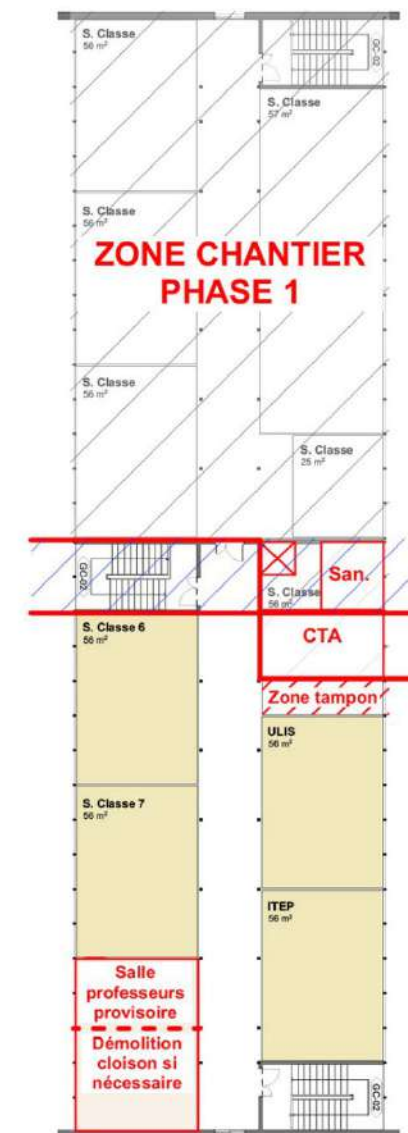 S. Classe
56 m²
GC-02
S. Classe
57 m²
S. Classe
56 m²
ZONE CHANTIER
PHASE 1
S. Classe
56 m²
S. Classe
25 m²
GC-02
San.
S. Classe
56 m²
S. Classe 6
56 m²
CTA
Zone tampon
ULIS
56 m²
S. Classe 7
56 m²
ITEP
56 m²
Salle
professeurs
provisoire
Démolition
cloison si
nécessaire
GC-02